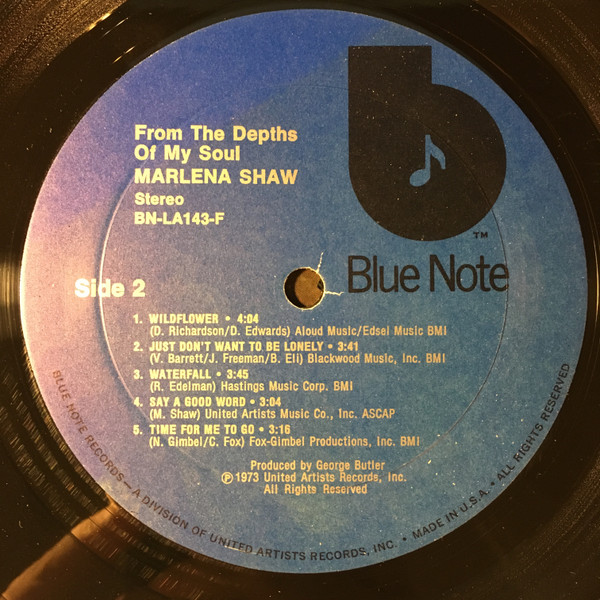 From The Depths
Of My Soul
MARLENA SHAW
Stereo
BN-LA143-F
b
TM
Blue Note
Side 2
1. WILDFLOWER • 4:04
(D. Richardson/D. Edwards) Aloud Music/Edsel Music BMI
2. JUST DON'T WANT TO BE LONELY • 3:41
(V. Barrett/J. Freeman/B. Eli) Blackwood Music, Inc. BMI
3. WATERFALL • 3:45
(R. Edelman) Hastings Music Corp. BMI
4. SAY A GOOD WORD • 3:04
(M. Shaw) United Artists Music Co., Inc. ASCAP
5. TIME FOR ME TO GO • 3:16
(N. Gimbel/C. Fox) Fox-Gimbel Productions, Inc. BMI
Produced by George Butler
℗ 1973 United Artists Records, Inc.
All Rights Reserved
BLUE NOTE RECORDS—A DIVISION OF UNITED ARTISTS RECORDS, INC. • MADE IN U.S.A. • ALL RIGHTS RESERVED